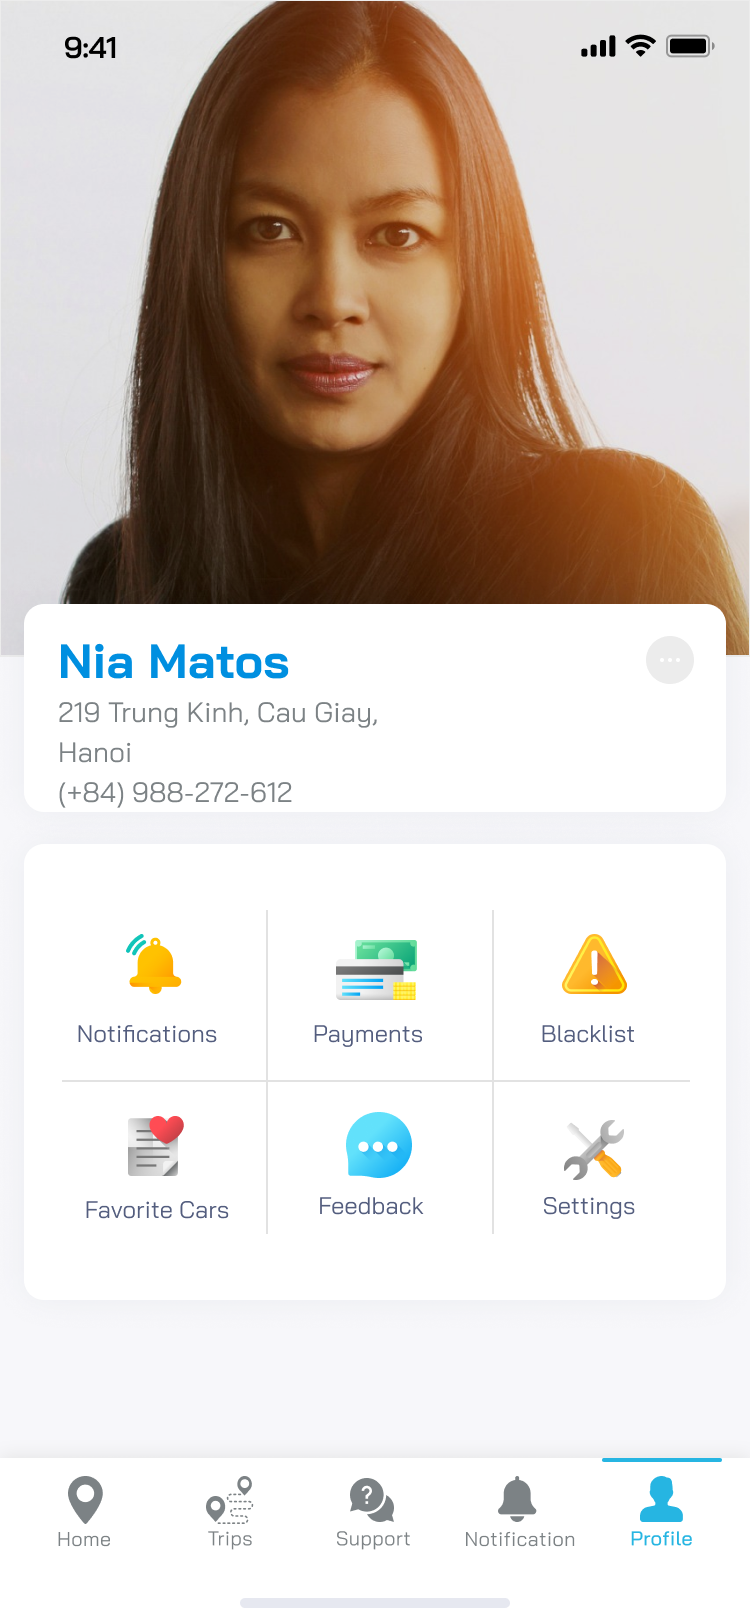 9:41
Nia Matos
219 Trung Kinh, Cau Giay,
Hanoi
(+84) 988-272-612
Notifications
Payments
Blacklist
Favorite Cars
Feedback
Settings
Home
Trips
Support
Notification
Profile